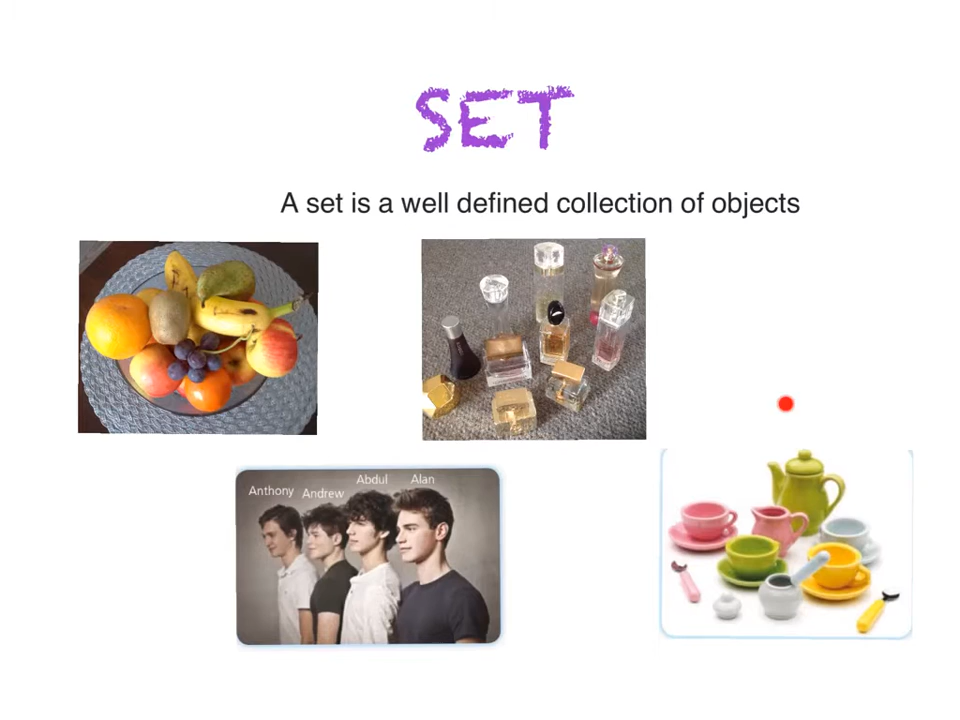 SET
A set is a well defined collection of objects
Anthony Andrew Abdul Alan